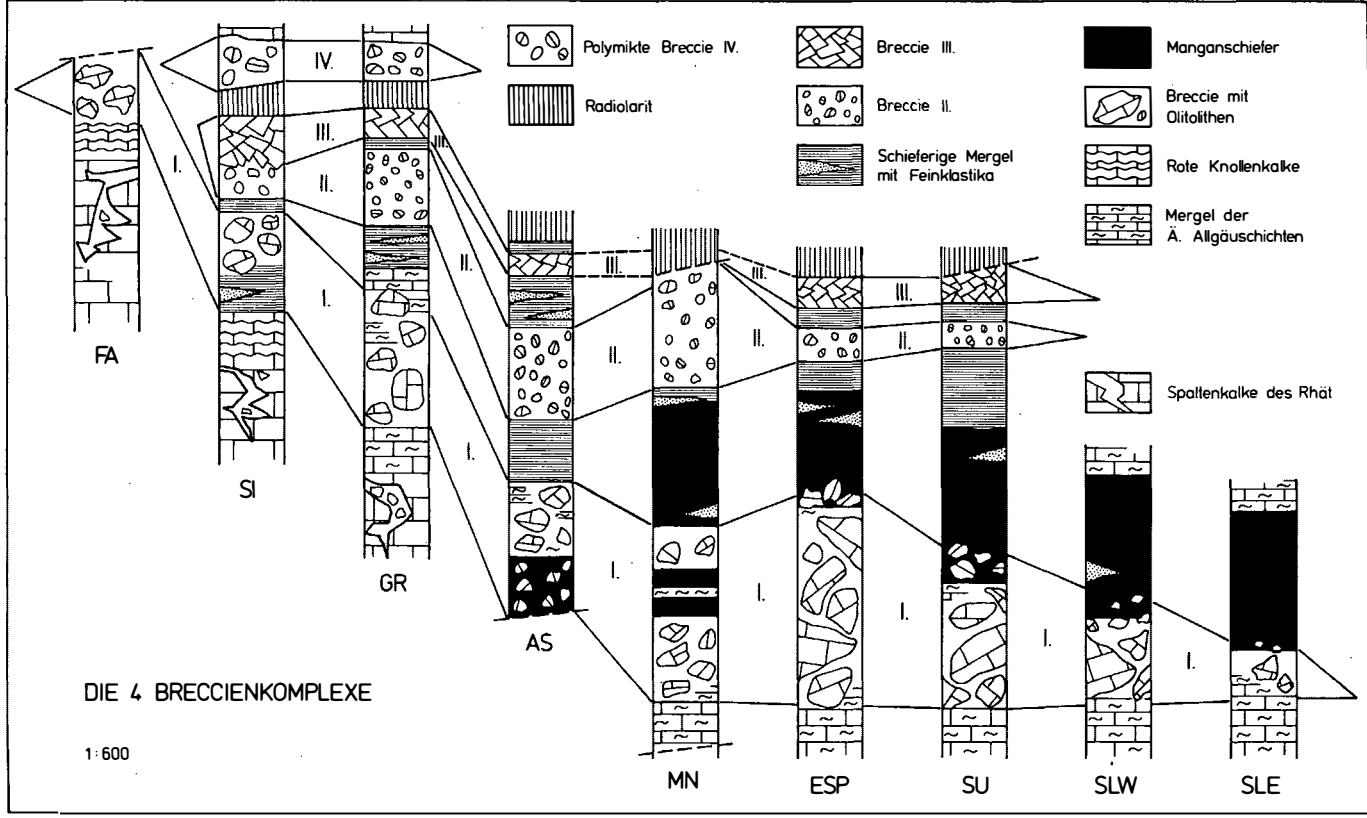 Polymikte Breccie IV.
Radiolarit
Breccie III.
Breccie II.
Schieferige Mergel
mit Feinklastika
Manganschiefer
Breccie mit
Olitolithen
Rote Knollenkalke
Mergel der
Ä. Allgäuschichten
Spaltenkalke des Rhät
IV.
III.
II.
I.
I.
III.
II.
I.
III.
II.
I.
III.
II.
I.
III.
II.
I.
I.
I.
FA
SI
GR
AS
MN
ESP
SU
SLW
SLE
DIE 4 BRECCIENKOMPLEXE
1:600